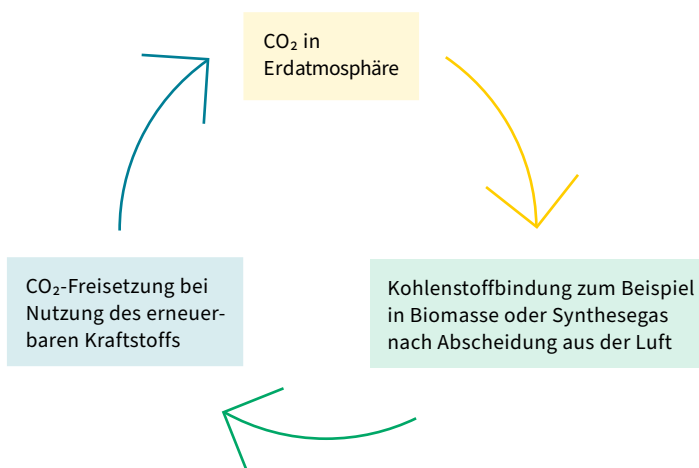 CO₂ in
Erdatmosphäre
CO₂-Freisetzung bei
Nutzung des erneuer-
baren Kraftstoffs
Kohlenstoffbindung zum Beispiel
in Biomasse oder Synthesegas
nach Abscheidung aus der Luft